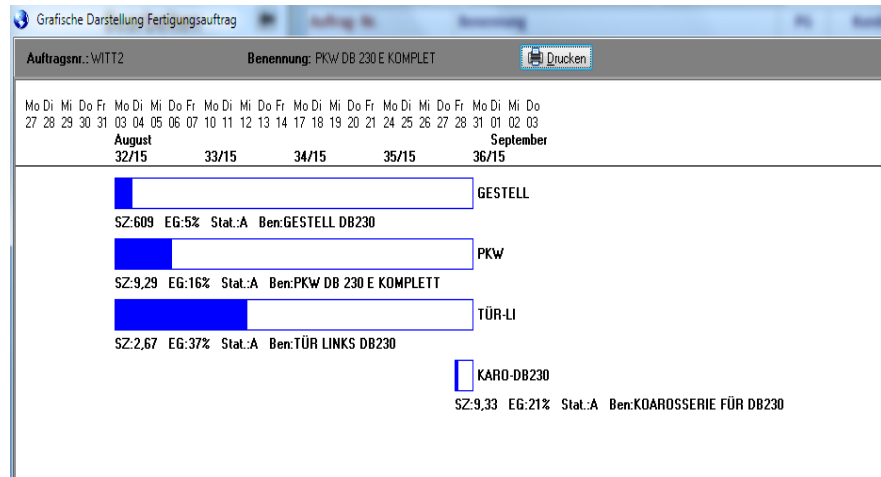 Grafische Darstellung Fertigungsauftrag
Auftrag Nr. Benennung PG
Auftragsnr.: WITT2 Benennung: PKW DB 230 E KOMPLET Drucken
Mo Di Mi Do Fr Mo Di Mi Do Fr Mo Di Mi Do Fr Mo Di Mi Do Fr Mo Di Mi Do Fr Mo Di Mi Do
27 28 29 30 31 03 04 05 06 07 10 11 12 13 14 17 18 19 20 21 24 25 26 27 28 31 01 02 03
August September
32/15 33/15 34/15 35/15 36/15
GESTELL
SZ:609 EG:5% Stat.:A Ben:GESTELL DB230
PKW
SZ:9,29 EG:16% Stat.:A Ben:PKW DB 230 E KOMPLETT
TÜR-LI
SZ:2,67 EG:37% Stat.:A Ben:TÜR LINKS DB230
KARO-DB230
SZ:9,33 EG:21% Stat.:A Ben:KOAROSSERIE FÜR DB230